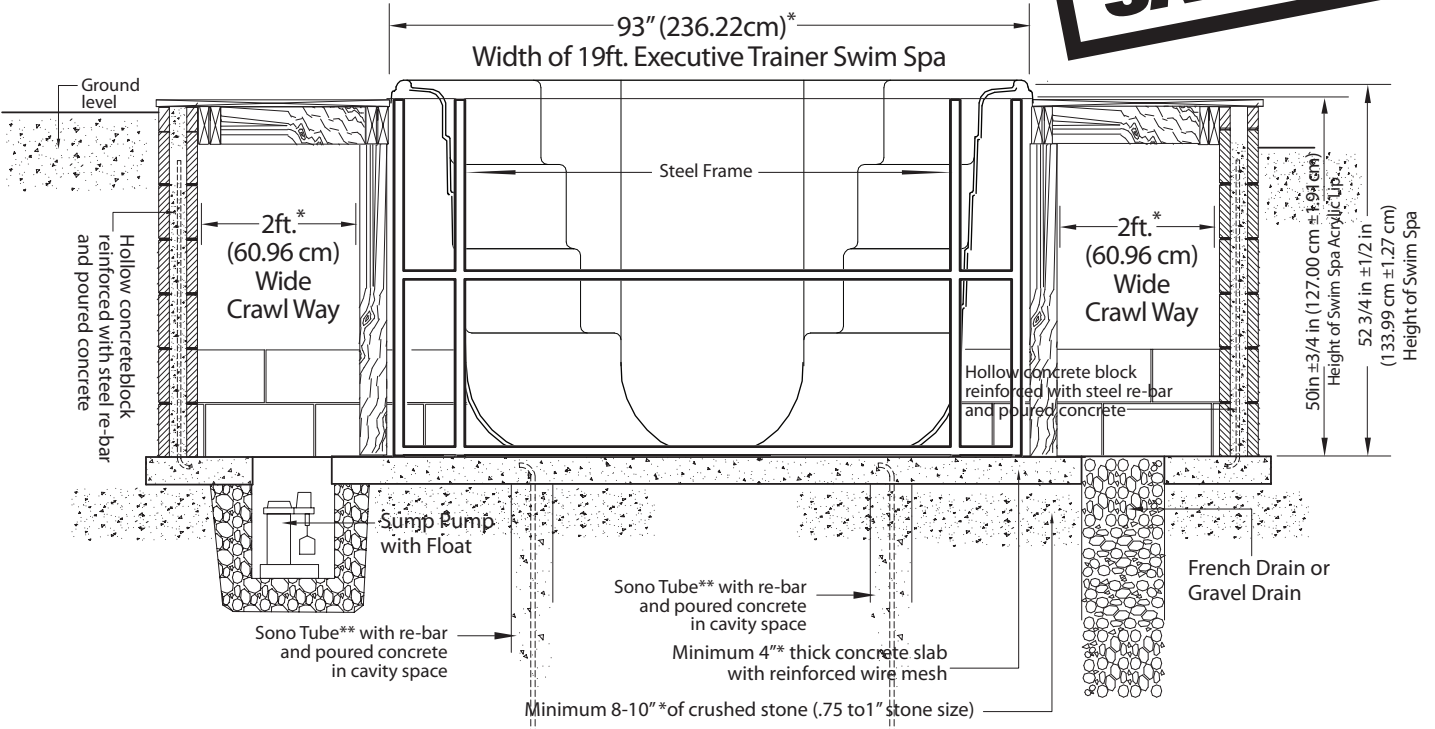 93” (236.22cm)*
Width of 19ft. Executive Trainer Swim Spa
Ground
level
Steel Frame
2ft.*
(60.96 cm)
Wide
Crawl Way
2ft.*
(60.96 cm)
Wide
Crawl Way
Hollow concreteblock
reinforced with steel re-bar
and poured concrete
Hollow concrete block
reinforced with steel re-bar
and poured concrete
50in ±3/4 in (127.00 cm ± 1.91 cm)
Height of Swim Spa Acrylic Lip
52 3/4 in ±1/2 in
(133.99 cm ±1.27 cm)
Height of Swim Spa
Sump Pump
with Float
Sono Tube** with re-bar
and poured concrete
in cavity space
Sono Tube** with re-bar
and poured concrete
in cavity space
Minimum 4”* thick concrete slab
with reinforced wire mesh
Minimum 8-10” *of crushed stone (.75 to1” stone size)
French Drain or
Gravel Drain